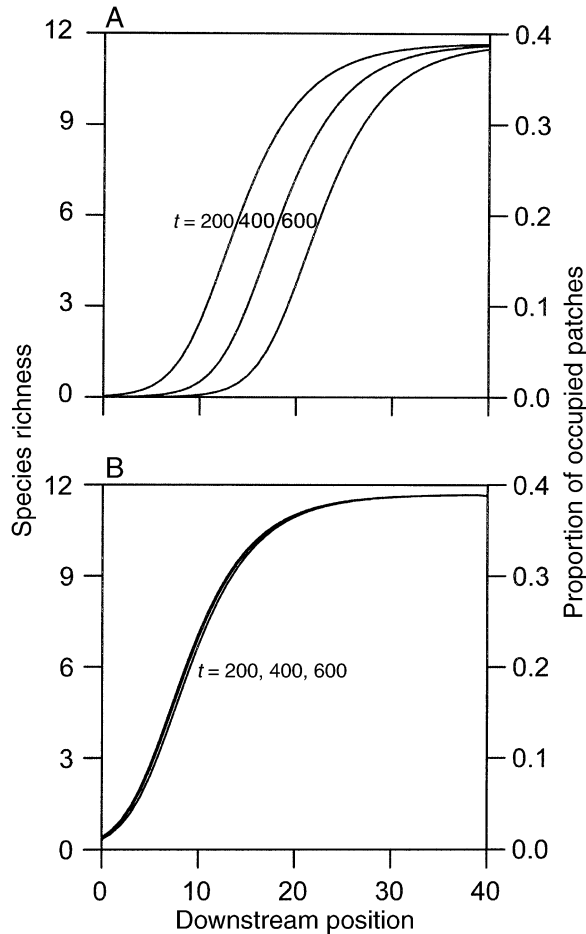 A
12
9
6
3
0
0.4
0.3
0.2
0.1
0.0
t = 200 400 600
Species richness
Proportion of occupied patches
B
12
9
6
3
0
0.4
0.3
0.2
0.1
0.0
t = 200, 400, 600
0 10 20 30 40
Downstream position